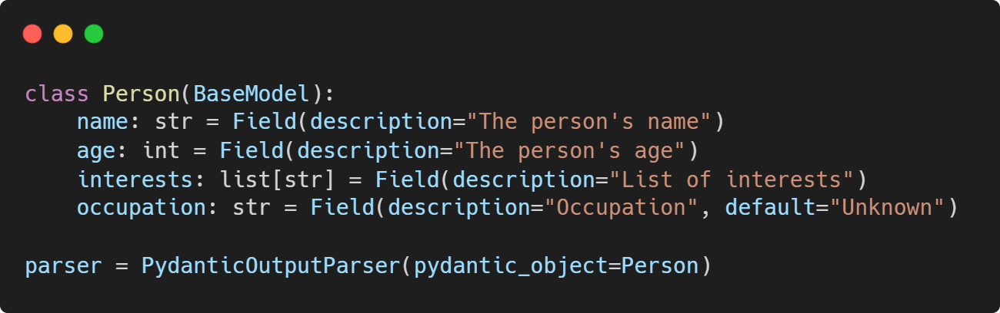 class Person(BaseModel):
    name: str = Field(description="The person's name")
    age: int = Field(description="The person's age")
    interests: list[str] = Field(description="List of interests")
    occupation: str = Field(description="Occupation", default="Unknown")

parser = PydanticOutputParser(pydantic_object=Person)